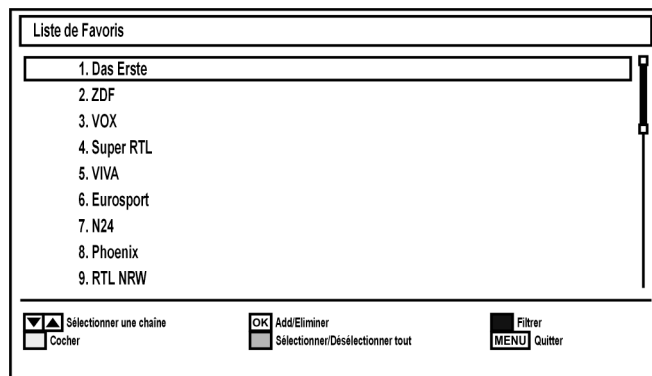 Liste de Favoris
1. Das Erste
2. ZDF
3. VOX
4. Super RTL
5. VIVA
6. Eurosport
7. N24
8. Phoenix
9. RTL NRW
Sélectionner une chaîne OK Add/Eliminer Filtrer
Cocher Sélectionner/Désélectionner tout MENU Quitter